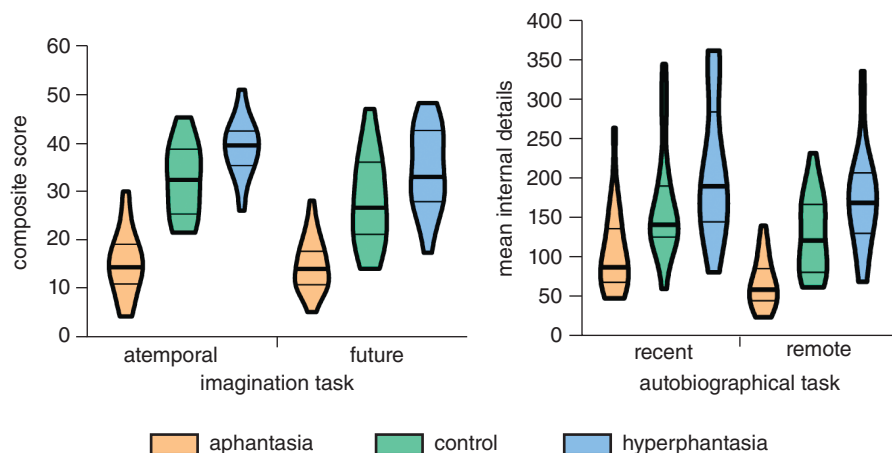 composite score
60
50
40
30
20
10
0
atemporal future
imagination task
mean internal details
400
350
300
250
200
150
100
50
0
recent remote
autobiographical task
aphantasia control hyperphantasia